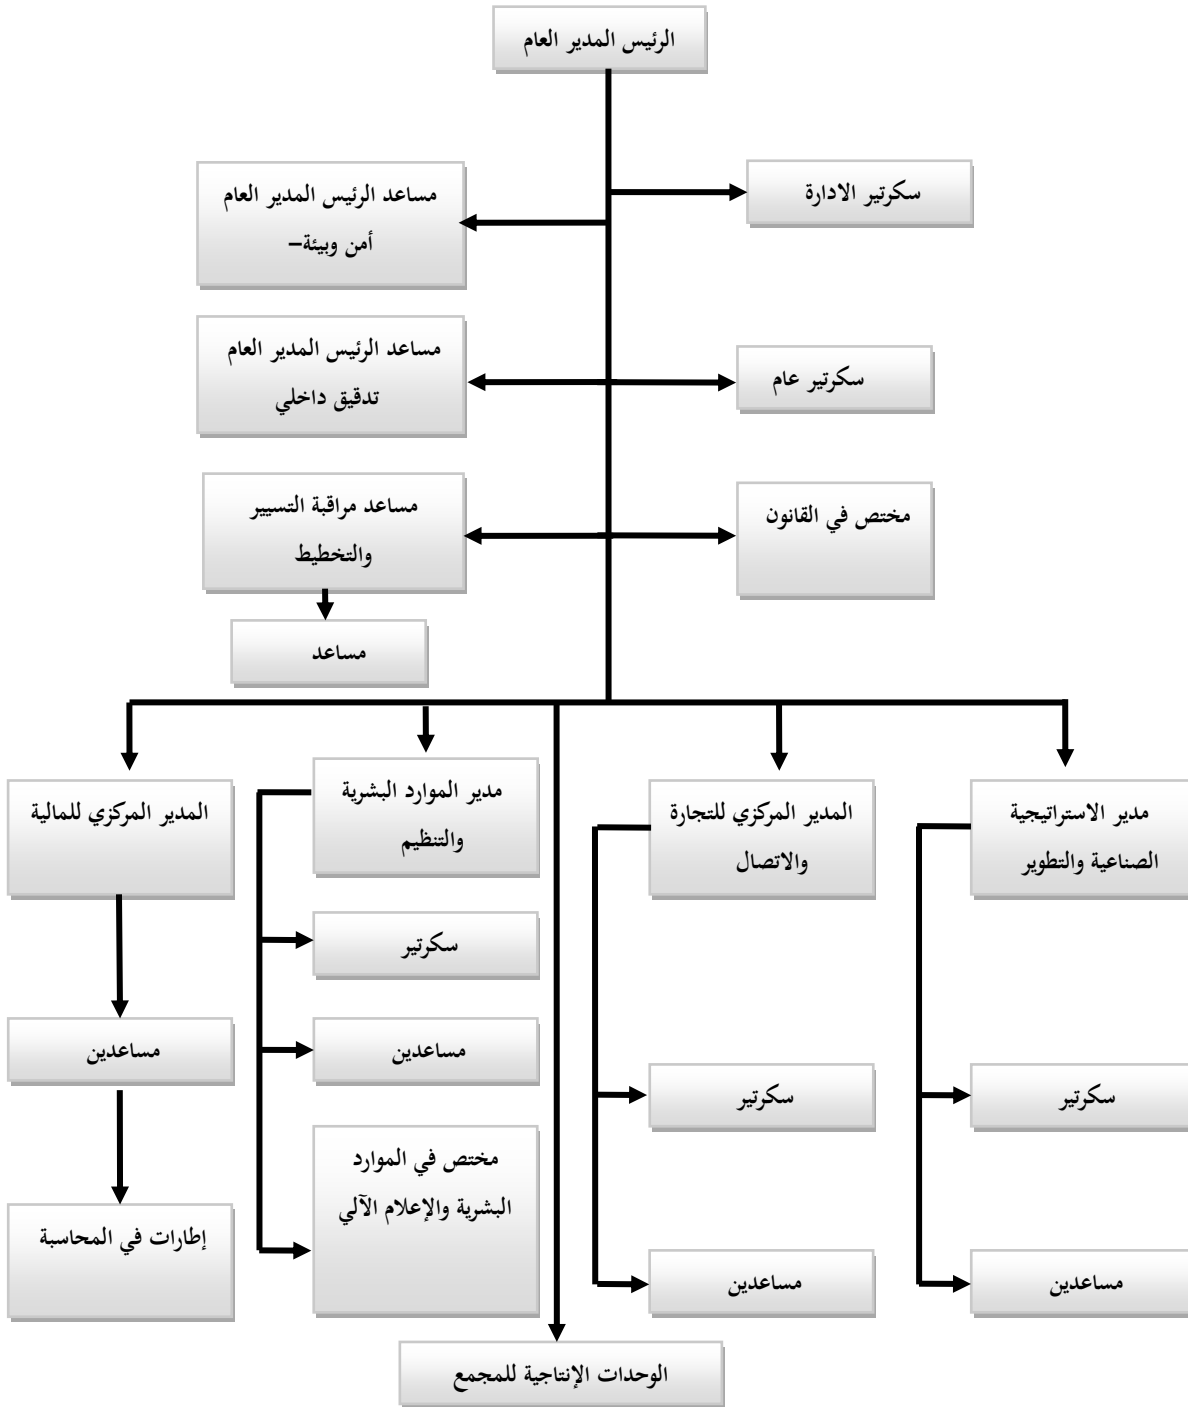 الرئيس المدير العام
سكرتير الادارة
مساعد الرئيس المدير العام
أمن وبيئة–
سكرتير عام
مساعد الرئيس المدير العام
تدقيق داخلي
مختص في القانون
مساعد مراقبة التسيير
والتخطيط
مساعد
مدير الاستراتيجية
الصناعية والتطوير
المدير المركزي للتجارة
والاتصال
مدير الموارد البشرية
والتنظيم
المدير المركزي للمالية
سكرتير
مساعدين
مساعدين
سكرتير
سكرتير
مختص في الموارد
البشرية والإعلام الآلي
إطارات في المحاسبة
مساعدين
مساعدين
الوحدات الإنتاجية للمجمع